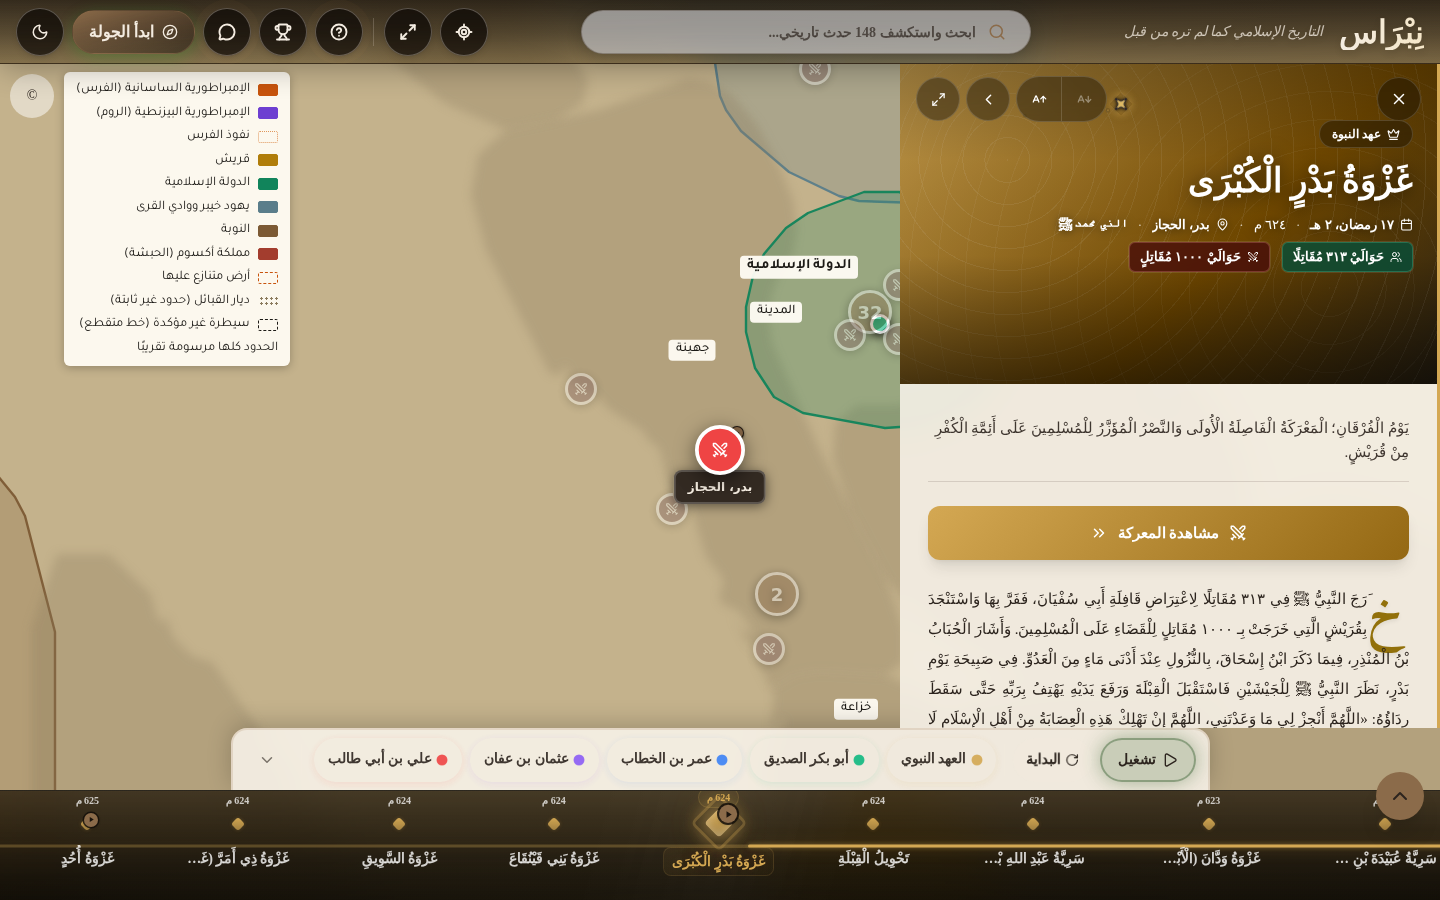 نِبْرَاس
التاريخ الإسلامي كما لم تره من قبل
ابحث واستكشف 148 حدث تاريخي...
ابدأ الجولة
©
الإمبراطورية الساسانية (الفرس)
الإمبراطورية البيزنطية (الروم)
نفوذ الفرس
قريش
الدولة الإسلامية
يهود خيبر ووادي القرى
النوبة
مملكة أكسوم (الحبشة)
أرض متنازع عليها
ديار القبائل (حدود غير ثابتة)
سيطرة غير مؤكدة (خط متقطع)
الحدود كلها مرسومة تقريبًا
الدولة الإسلامية
المدينة
32
جهينة
بدر، الحجاز
2
خزاعة
A↑
A↓
عهد النبوة
غَزْوَةُ بَدْرٍ الْكُبْرَى
١٧ رمضان، ٢ هـ · ٦٢٤ م · بدر، الحجاز · النبي محمد ﷺ
حَوَالَيْ ٣١٣ مُقَاتِلًا
حَوَالَيْ ١٠٠٠ مُقَاتِلٍ
يَوْمُ الْفُرْقَانِ؛ الْمَعْرَكَةُ الْفَاصِلَةُ الْأُولَى وَالنَّصْرُ الْمُؤَزَّرُ لِلْمُسْلِمِينَ عَلَى أَئِمَّةِ الْكُفْرِ
مِنْ قُرَيْشٍ.
مشاهدة المعركة
خَرَجَ النَّبِيُّ ﷺ فِي ٣١٣ مُقَاتِلًا لِاعْتِرَاضِ قَافِلَةِ أَبِي سُفْيَانَ، فَفَرَّ بِهَا وَاسْتَنْجَدَ
بِقُرَيْشٍ الَّتِي خَرَجَتْ بِـ ١٠٠٠ مُقَاتِلٍ لِلْقَضَاءِ عَلَى الْمُسْلِمِينَ. وَأَشَارَ الْحُبَابُ
بْنُ الْمُنْذِرِ، فِيمَا ذَكَرَ ابْنُ إِسْحَاقَ، بِالنُّزُولِ عِنْدَ أَدْنَى مَاءٍ مِنَ الْعَدُوِّ. فِي صَبِيحَةِ يَوْمِ
بَدْرٍ، نَظَرَ النَّبِيُّ ﷺ لِلْجَيْشَيْنِ فَاسْتَقْبَلَ الْقِبْلَةَ وَرَفَعَ يَدَيْهِ يَهْتِفُ بِرَبِّهِ حَتَّى سَقَطَ
رِدَاؤُهُ: «اللَّهُمَّ أَنْجِزْ لِي مَا وَعَدْتَنِي، اللَّهُمَّ إِنْ تَهْلِكْ هَذِهِ الْعِصَابَةُ مِنْ أَهْلِ الْإِسْلَامِ لَا
تشغيل
البداية
العهد النبوي
أبو بكر الصديق
عمر بن الخطاب
عثمان بن عفان
علي بن أبي طالب
م
سَرِيَّةُ عُبَيْدَةَ بْنِ ...
623 م
غَزْوَةُ وَدَّانَ (الْأَبْ...
624 م
سَرِيَّةُ عَبْدِ اللهِ بْ...
624 م
تَحْوِيلُ الْقِبْلَةِ
624 م
غَزْوَةُ بَدْرٍ الْكُبْرَى
624 م
غَزْوَةُ بَنِي قَيْنُقَاعَ
624 م
غَزْوَةُ السَّوِيقِ
624 م
غَزْوَةُ ذِي أَمَرَّ (غَ...
625 م
غَزْوَةُ أُحُدٍ